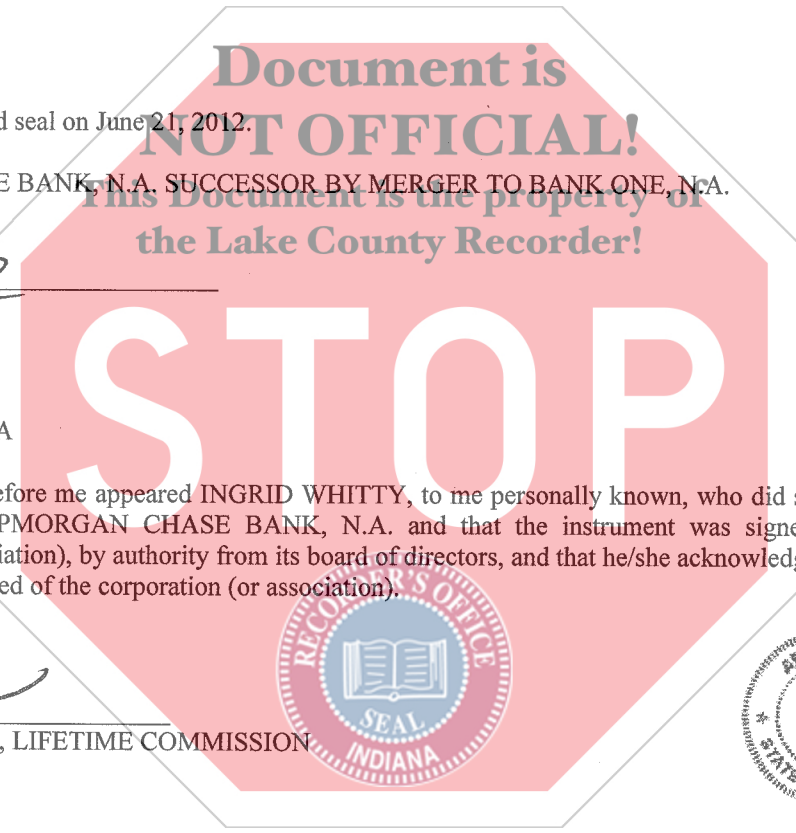 Document is
d seal on June 21, 2012.
NOT OFFICIAL!
E BANK, N.A. SUCCESSOR BY MERGER TO BANK ONE, N.A.
This Document is the property of
the Lake County Recorder!
STOP
A
efore me appeared INGRID WHITTY, to me personally known, who did s
PMORGAN CHASE BANK, N.A. and that the instrument was signe
iation), by authority from its board of directors, and that he/she acknowledg
ed of the corporation (or association).
RECORDER'S OFFICE
SEAL
INDIANA
, LIFETIME COMMISSION
STATE